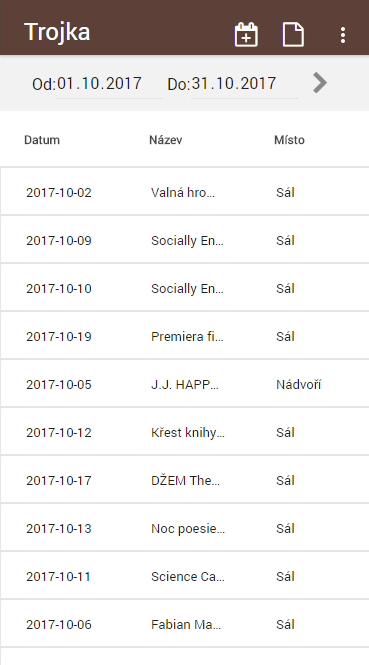 Trojka
Od:01.10.2017 Do:31.10.2017
Datum Název Místo
2017-10-02 Valná hro... Sál
2017-10-09 Socially En... Sál
2017-10-10 Socially En... Sál
2017-10-19 Premiera fi... Sál
2017-10-05 J.J. HAPP... Nádvoří
2017-10-12 Křest knihy... Sál
2017-10-17 DŽEM The... Sál
2017-10-13 Noc poesie... Sál
2017-10-11 Science Ca... Sál
2017-10-06 Fabian Ma... Sál